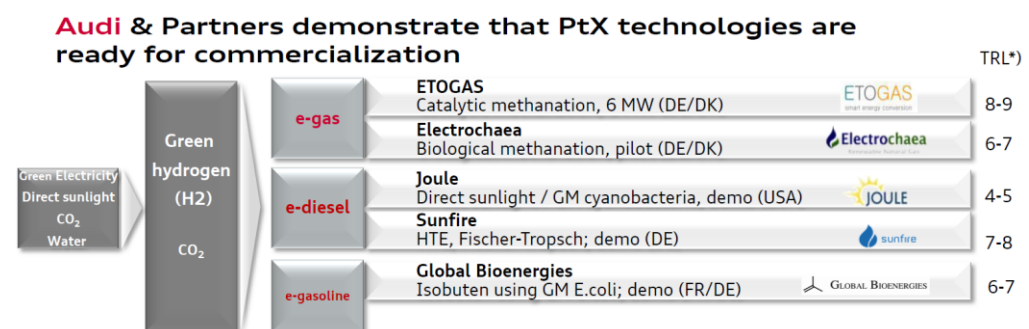 Audi & Partners demonstrate that PtX technologies are
ready for commercialization
TRL*)
Green Electricity
Direct sunlight
CO₂
Water
Green
hydrogen
(H2)
CO₂
e-gas
ETOGAS
Catalytic methanation, 6 MW (DE/DK)
ETOGAS
smart energy conversion
8-9
Electrochaea
Biological methanation, pilot (DE/DK)
Electrochaea
6-7
e-diesel
Joule
Direct sunlight / GM cyanobacteria, demo (USA)
JOULE
4-5
Sunfire
HTE, Fischer-Tropsch; demo (DE)
sunfire
7-8
e-gasoline
Global Bioenergies
Isobuten using GM E.coli; demo (FR/DE)
GLOBAL BIOENERGIES
6-7